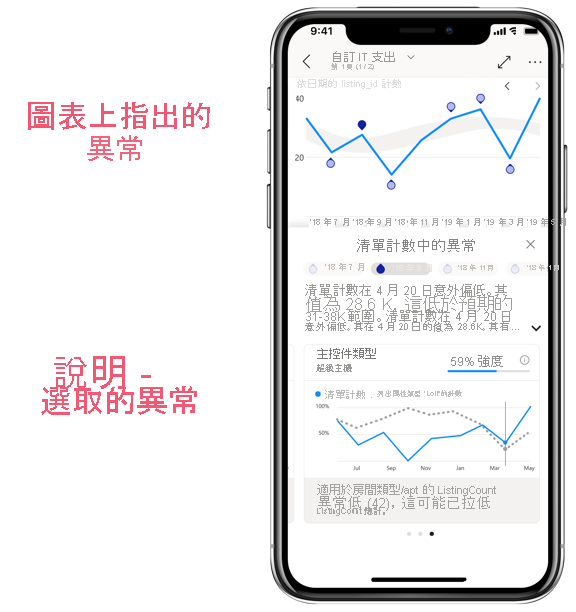 9:41
自訂 IT 支出
第 1 頁 (1 / 2)
依日期的 listing_id 計數
圖表上指出的
異常
40
20
'18 年 7 月 '18 年 9 月 '18 年 11 月 '19 年 1 月 '19 年 3 月 '19 年 5 月
清單計數中的異常
'18 年 7 月 '18 年 11 月 '19 年 1 月
清單計數在 4 月 20 日意外偏低。其
值為 28.6 K，這低於預期的
31-38K 範圍。清單計數在 4 月 20 日
意外偏低。其在 4 月 20 日的值為 28.6K。其有...
說明 -
選取的異常
主控件類型
超級主機
59% 強度
清單計數
100%
50%
Jul Sep Nov Jan Mar May
適用於房間類型/apt 的 ListingCount
異常低 (42)，這可能已拉低
ListingCount 總計。